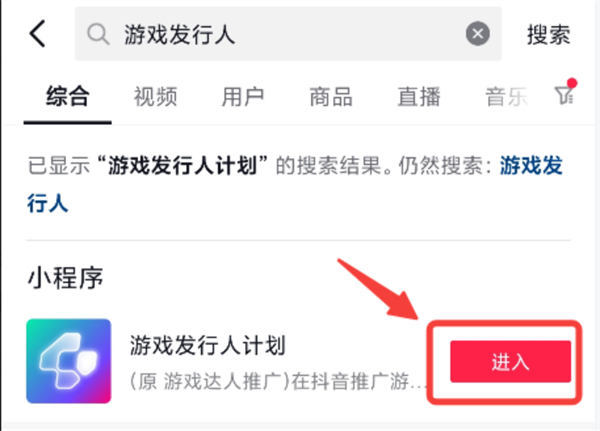 游戏发行人 搜索
综合 视频 用户 商品 直播 音乐
已显示“游戏发行人计划”的搜索结果。仍然搜索：游戏发
行人
小程序
游戏发行人计划
(原 游戏达人推广)在抖音推广游... 进入